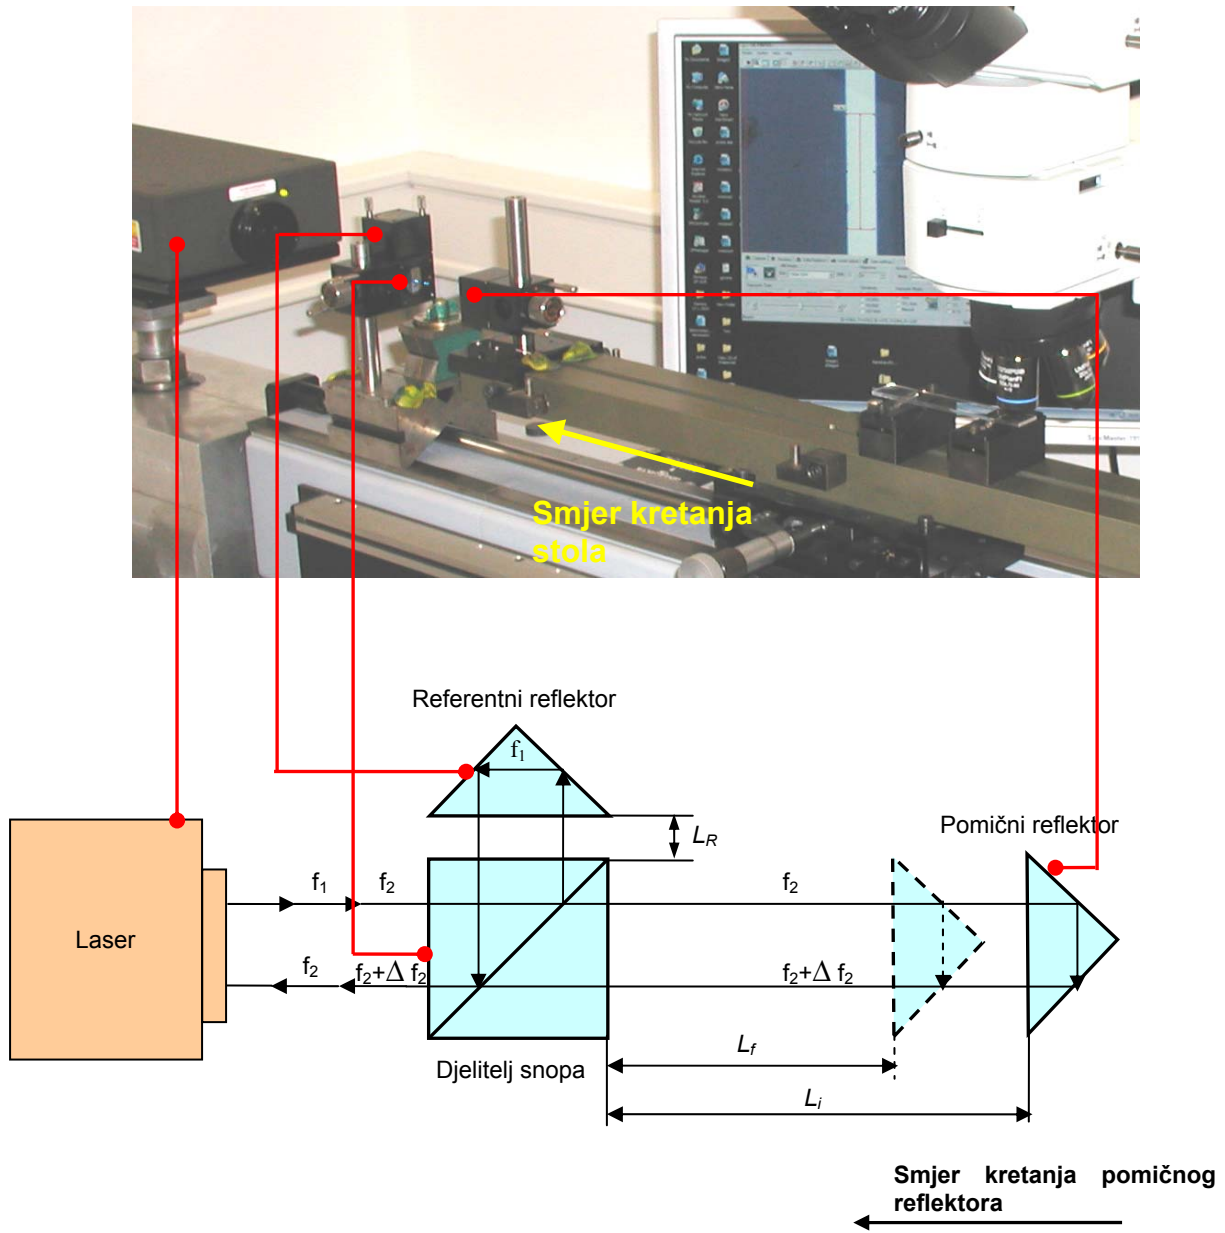 Smjer kretanja
stola
Referentni reflektor
f1
LR
Pomični reflektor
f1 f2 f2
Laser
f2 f2+Δ f2 f2+Δ f2
Lf
Djelitelj snopa
Li
Smjer kretanja pomičnog
reflektora